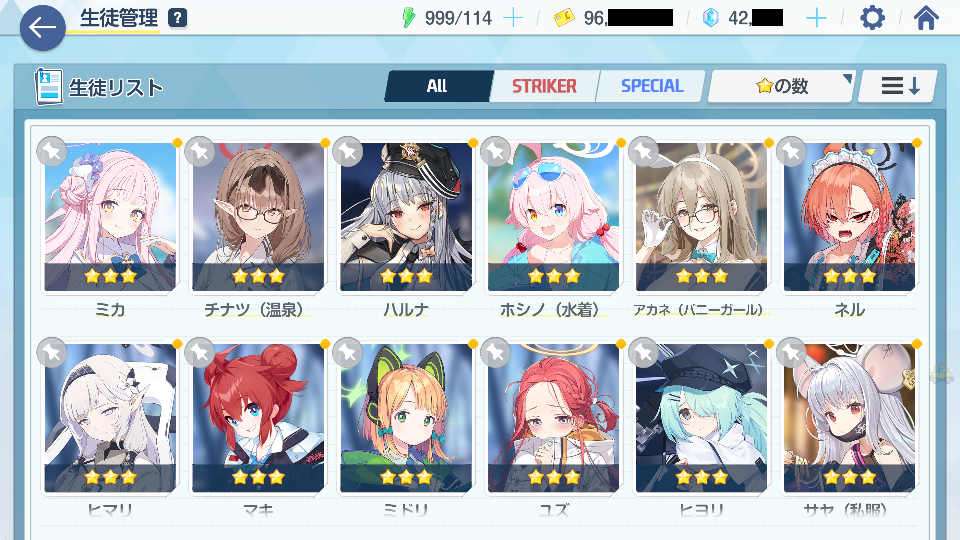 生徒管理 ?
999/114
96,
42,
生徒リスト
All
STRIKER
SPECIAL
の数
ミカ
チナツ（温泉）
ハルナ
ホシノ（水着）
アカネ（バニーガール）
ネル
ヒマリ
マキ
ミドリ
ユズ
ヒヨリ
サヤ（私服）